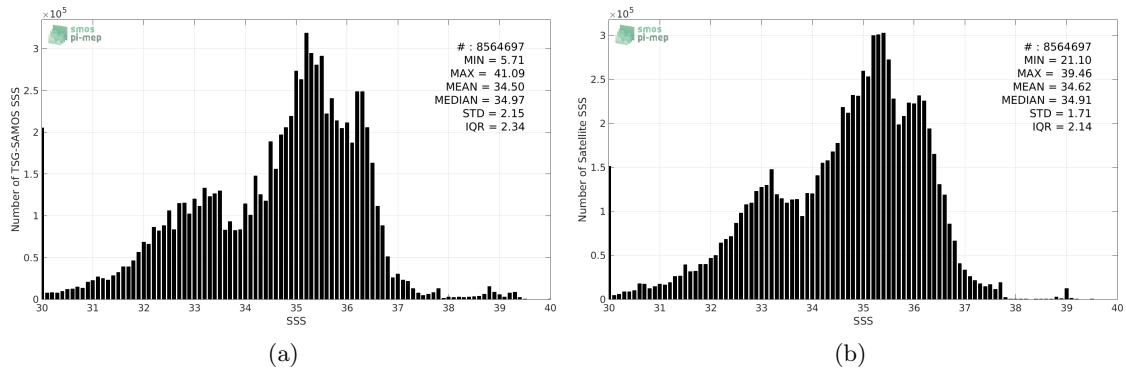 ×10⁵
smos
pi-mep
# : 8564697
MIN = 5.71
MAX = 41.09
MEAN = 34.50
MEDIAN = 34.97
STD = 2.15
IQR = 2.34
Number of TSG-SAMOS SSS
3
2.5
2
1.5
1
0.5
0
30 31 32 33 34 35 36 37 38 39 40
SSS
(a)
×10⁵
smos
pi-mep
# : 8564697
MIN = 21.10
MAX = 39.46
MEAN = 34.62
MEDIAN = 34.91
STD = 1.71
IQR = 2.14
Number of Satellite SSS
3
2.5
2
1.5
1
0.5
0
30 31 32 33 34 35 36 37 38 39 40
SSS
(b)